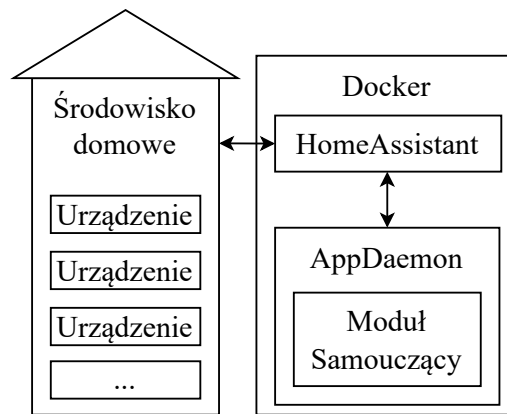 Środowisko
domowe
Urządzenie
Urządzenie
Urządzenie
...
Docker
HomeAssistant
AppDaemon
Moduł
Samouczący